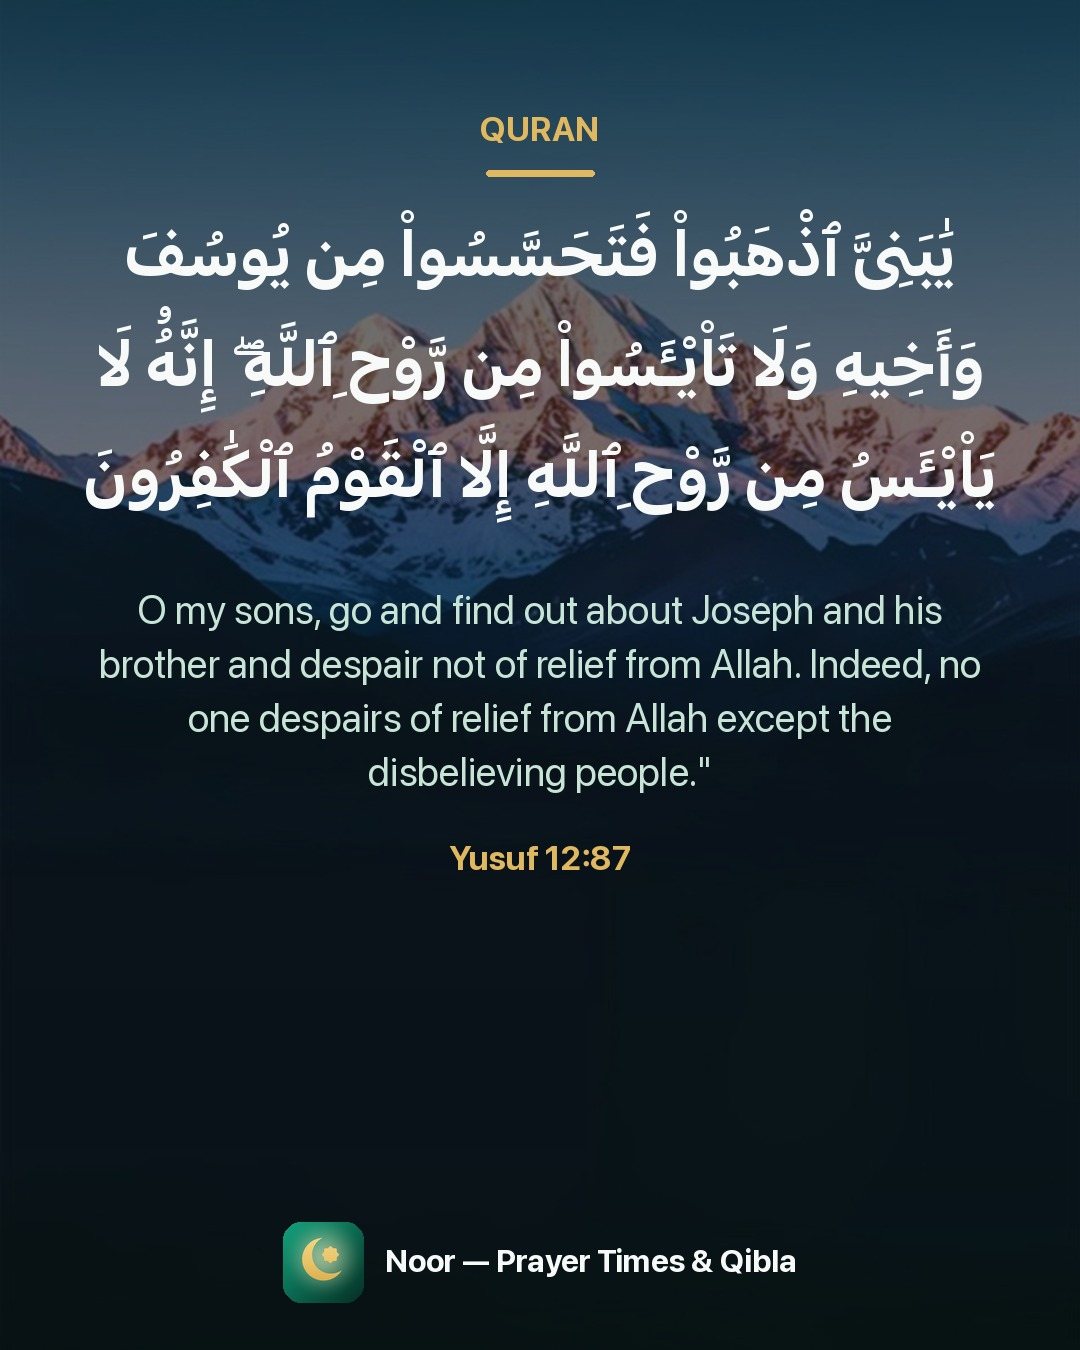 QURAN
يَٰبَنِىَّ ٱذْهَبُوا۟ فَتَحَسَّسُوا۟ مِن يُوسُفَ
وَأَخِيهِ وَلَا تَا۟يْـَٔسُوا۟ مِن رَّوْحِ ٱللَّهِ ۖ إِنَّهُۥ لَا
يَا۟يْـَٔسُ مِن رَّوْحِ ٱللَّهِ إِلَّا ٱلْقَوْمُ ٱلْكَٰفِرُونَ
O my sons, go and find out about Joseph and his
brother and despair not of relief from Allah. Indeed, no
one despairs of relief from Allah except the
disbelieving people."
Yusuf 12:87
Noor — Prayer Times & Qibla